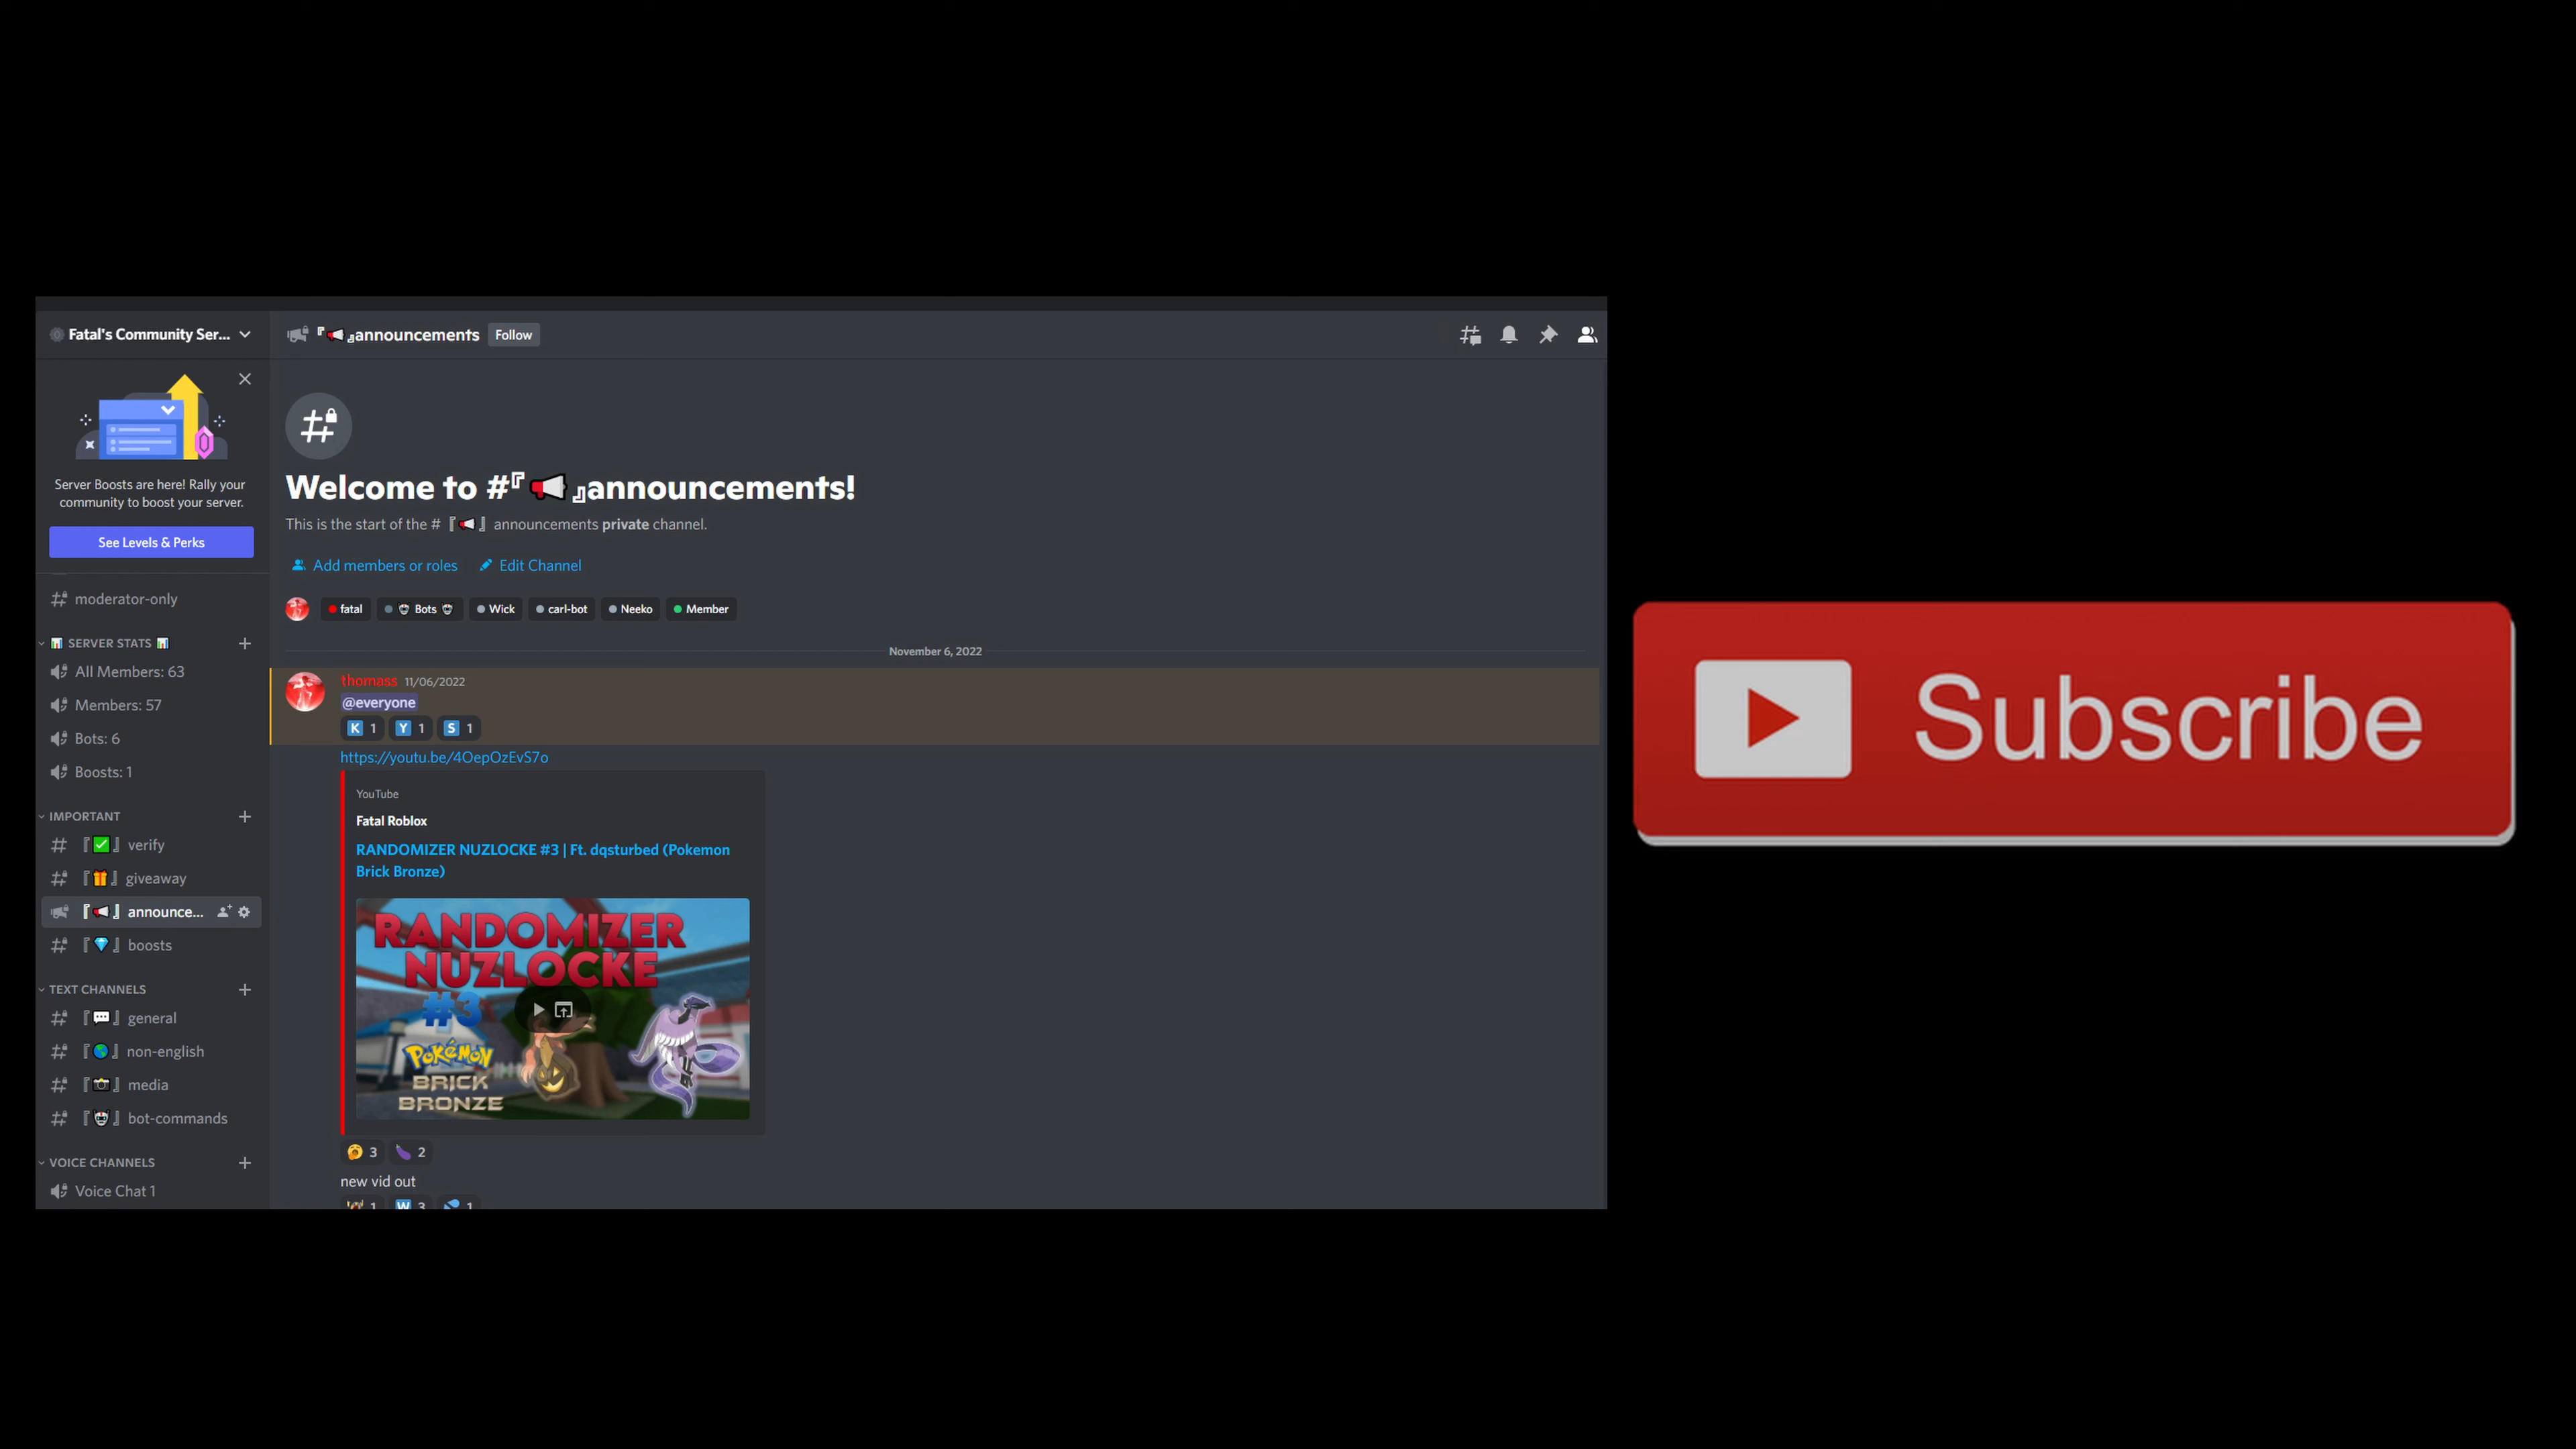 Fatal's Community Ser...
Server Boosts are here! Rally your
community to boost your server.
See Levels & Perks
moderator-only
SERVER STATS
All Members: 63
Members: 57
Bots: 6
Boosts: 1
IMPORTANT
『✅』verify
『🎁』giveaway
『📢』announce...
『💎』boosts
TEXT CHANNELS
『💬』general
『🌎』non-english
『📷』media
『🤖』bot-commands
VOICE CHANNELS
Voice Chat 1
『📢』announcements Follow
Welcome to #『📢』announcements!
This is the start of the #『📢』announcements private channel.
Add members or roles Edit Channel
fatal Bots Wick carl-bot Neeko Member
November 6, 2022
thomass 11/06/2022
@everyone
K 1 Y 1 S 1
https://youtu.be/4OepOzEvS7o
YouTube
Fatal Roblox
RANDOMIZER NUZLOCKE #3 | Ft. dqsturbed (Pokemon
Brick Bronze)
RANDOMIZER
NUZLOCKE
#3
POKéMON
BRICK
BRONZE
3 2
new vid out
1 W 3 1
Subscribe